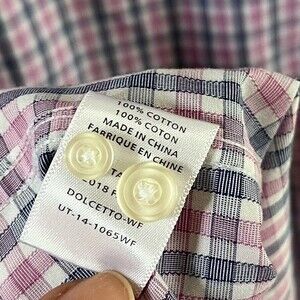 100% COTTON
100% COTON
MADE IN CHINA
FABRIQUE EN CHINE
DOLCETTO-WF
UT-14-1065WF